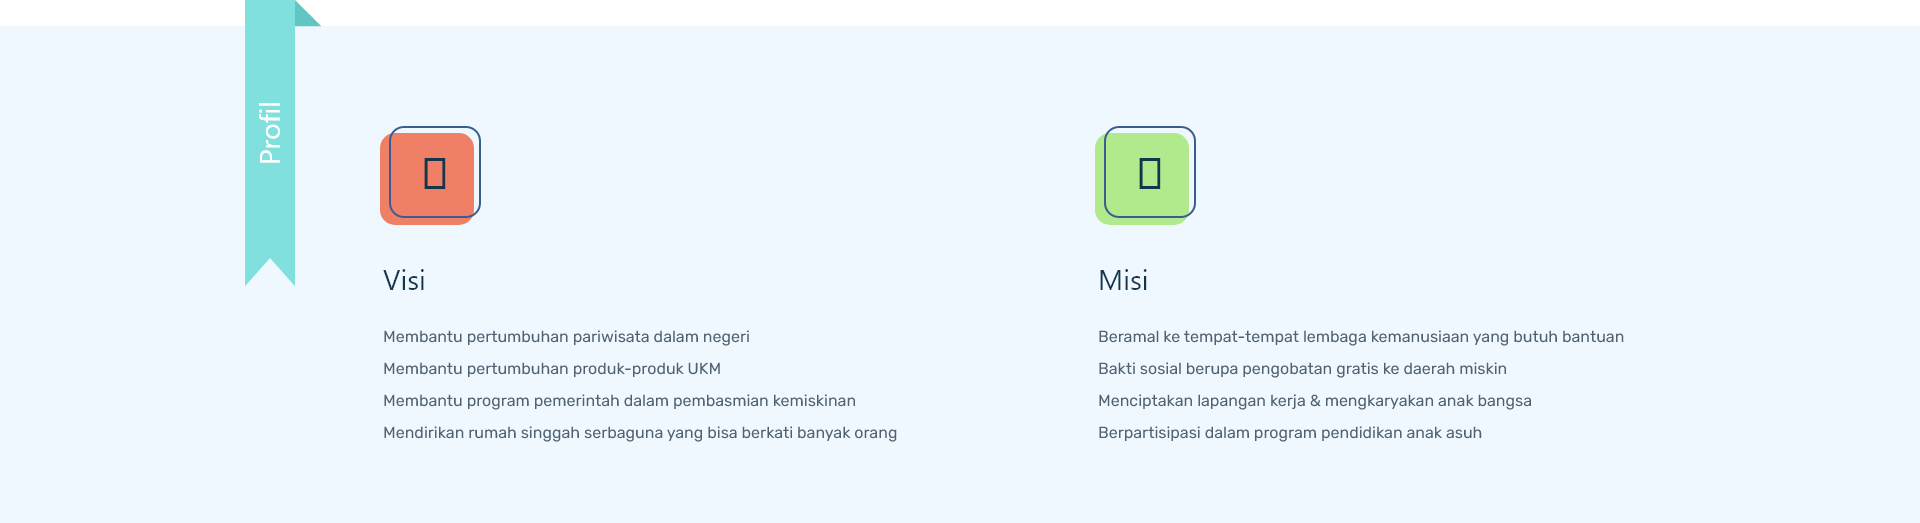 Profil
Visi
Membantu pertumbuhan pariwisata dalam negeri
Membantu pertumbuhan produk-produk UKM
Membantu program pemerintah dalam pembasmian kemiskinan
Mendirikan rumah singgah serbaguna yang bisa berkati banyak orang
Misi
Beramal ke tempat-tempat lembaga kemanusiaan yang butuh bantuan
Bakti sosial berupa pengobatan gratis ke daerah miskin
Menciptakan lapangan kerja & mengkaryakan anak bangsa
Berpartisipasi dalam program pendidikan anak asuh